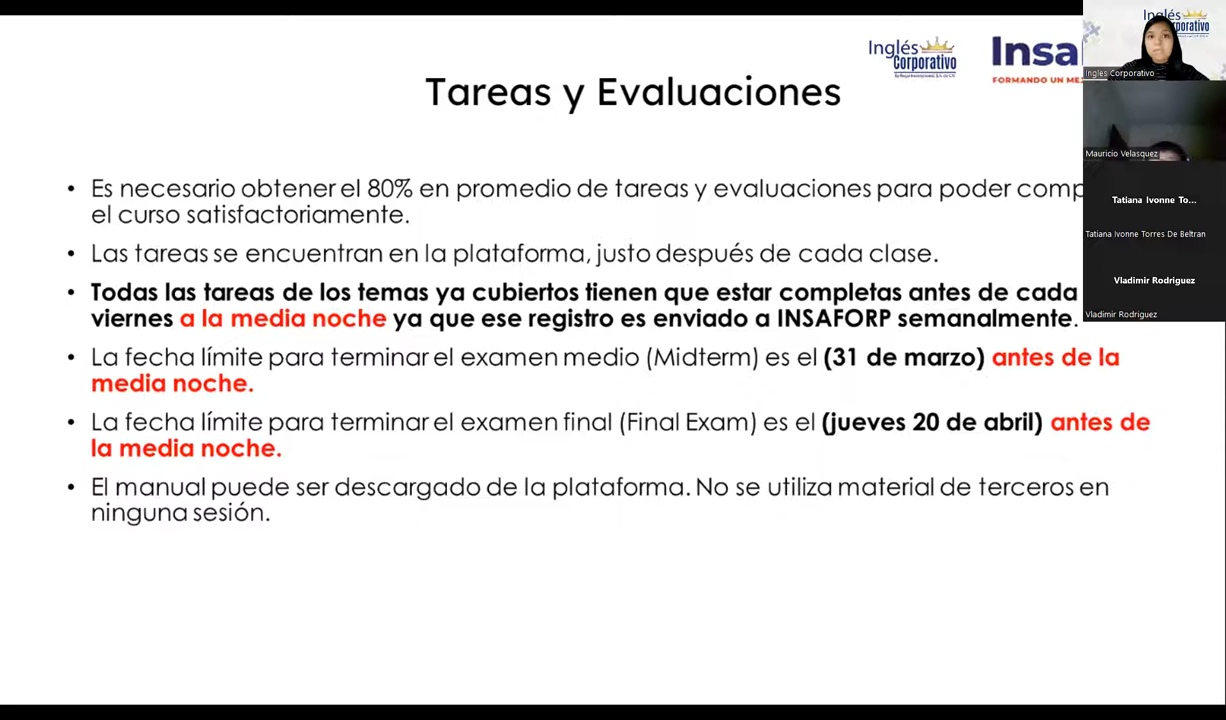 Inglés
Corporativo
Insa
FORMANDO UN ME
Tareas y Evaluaciones
• Es necesario obtener el 80% en promedio de tareas y evaluaciones para poder comp
el curso satisfactoriamente.
• Las tareas se encuentran en la plataforma, justo después de cada clase.
• Todas las tareas de los temas ya cubiertos tienen que estar completas antes de cada
viernes a la media noche ya que ese registro es enviado a INSAFORP semanalmente.
• La fecha límite para terminar el examen medio (Midterm) es el (31 de marzo) antes de la
media noche.
• La fecha límite para terminar el examen final (Final Exam) es el (jueves 20 de abril) antes de
la media noche.
• El manual puede ser descargado de la plataforma. No se utiliza material de terceros en
ninguna sesión.
Inglés
Corporativo
Inglés Corporativo
Mauricio Velasquez
Tatiana Ivonne To...
Tatiana Ivonne Torres De Beltran
Vladimir Rodriguez
Vladimir Rodriguez